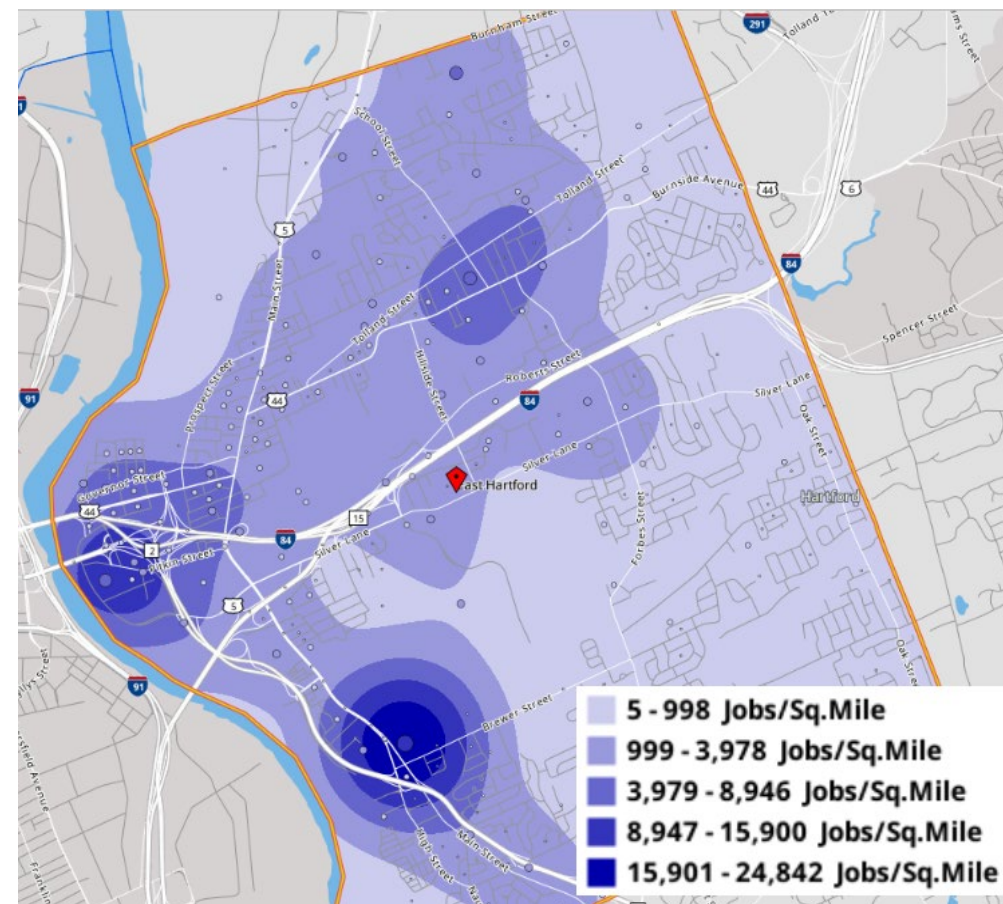 Burnham Street
291
Tolland
School Street
Tolland Street
Burnside Avenue
44
6
5
Main Street
84
Spencer Street
Tolland Street
Hillside Street
Roberts Street
91
Prospect Street
44
84
Silver Lane
Oak Street
Silver Lane
East Hartford
Hartford
Governor Street
44
15
2
Pitkin Street
84
Silver Lane
Forbes Street
5
91
Oak Street
Brewer Street
High Street
Main Street
5 - 998 Jobs/Sq.Mile
999 - 3,978 Jobs/Sq.Mile
3,979 - 8,946 Jobs/Sq.Mile
8,947 - 15,900 Jobs/Sq.Mile
15,901 - 24,842 Jobs/Sq.Mile